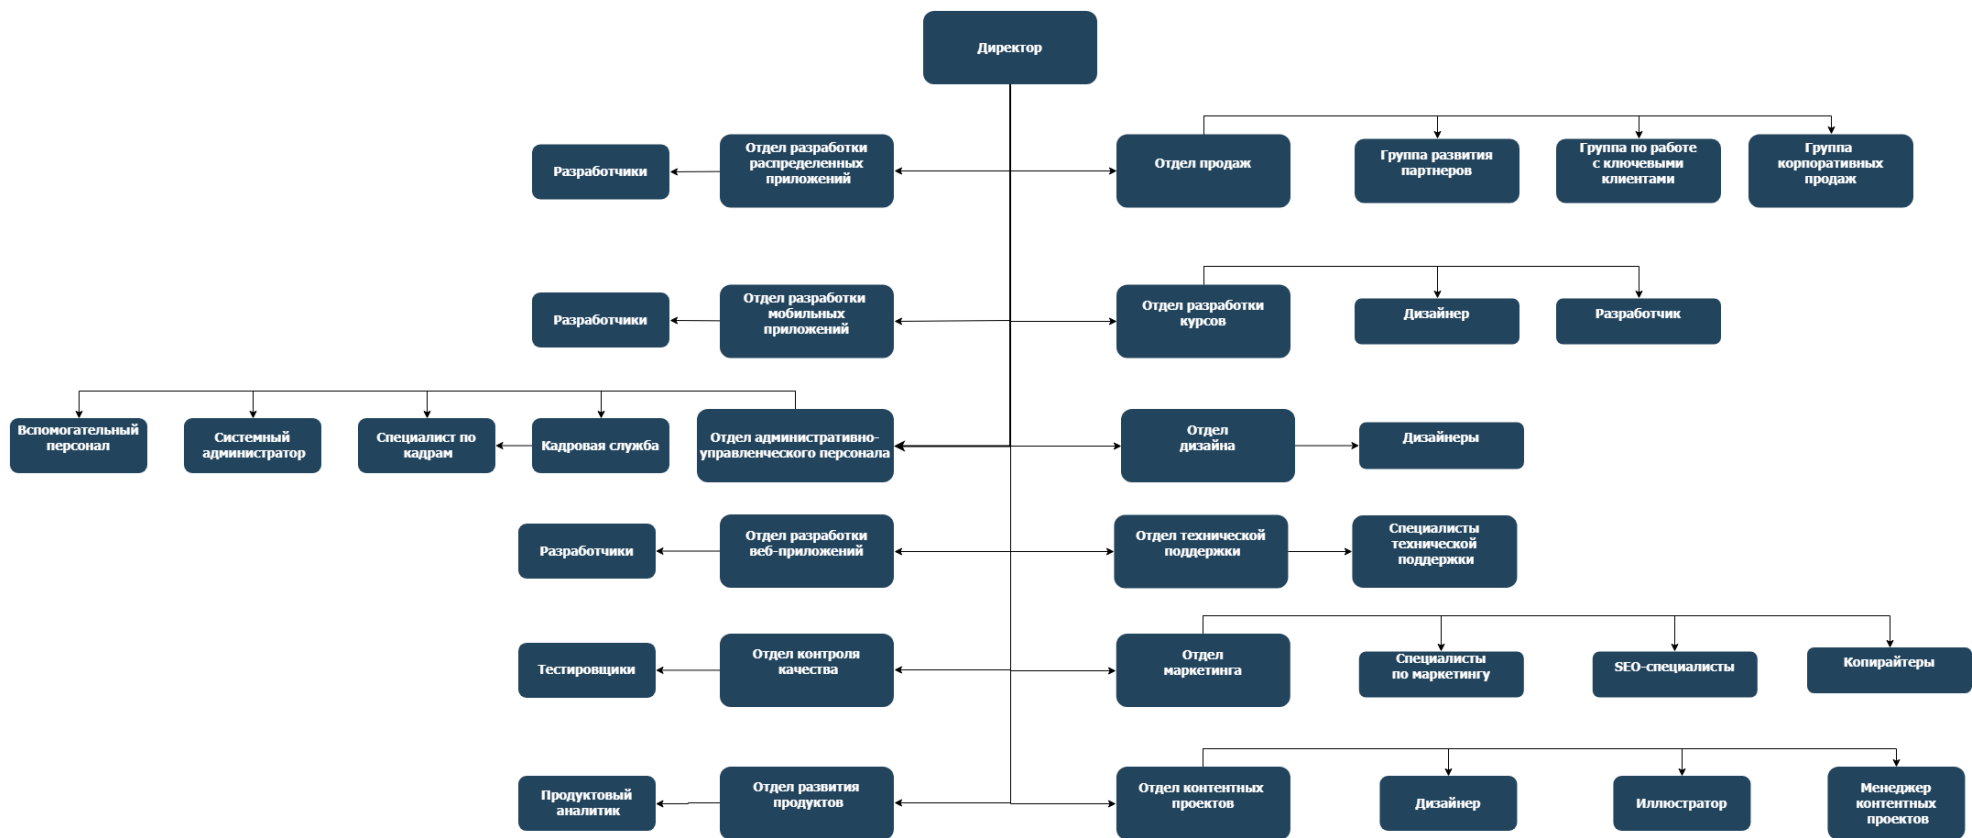 Директор
Разработчики
Отдел разработки
распределенных
приложений
Отдел продаж
Группа развития
партнеров
Группа по работе
с ключевыми
клиентами
Группа
корпоративных
продаж
Разработчики
Отдел разработки
мобильных
приложений
Отдел разработки
курсов
Дизайнер
Разработчик
Вспомогательный
персонал
Системный
администратор
Специалист по
кадрам
Кадровая служба
Отдел административно-
управленческого персонала
Отдел
дизайна
Дизайнеры
Разработчики
Отдел разработки
веб-приложений
Отдел технической
поддержки
Специалисты
технической
поддержки
Тестировщики
Отдел контроля
качества
Отдел
маркетинга
Специалисты
по маркетингу
SEO-специалисты
Копирайтеры
Продуктовый
аналитик
Отдел развития
продуктов
Отдел контентных
проектов
Дизайнер
Иллюстратор
Менеджер
контентных
проектов